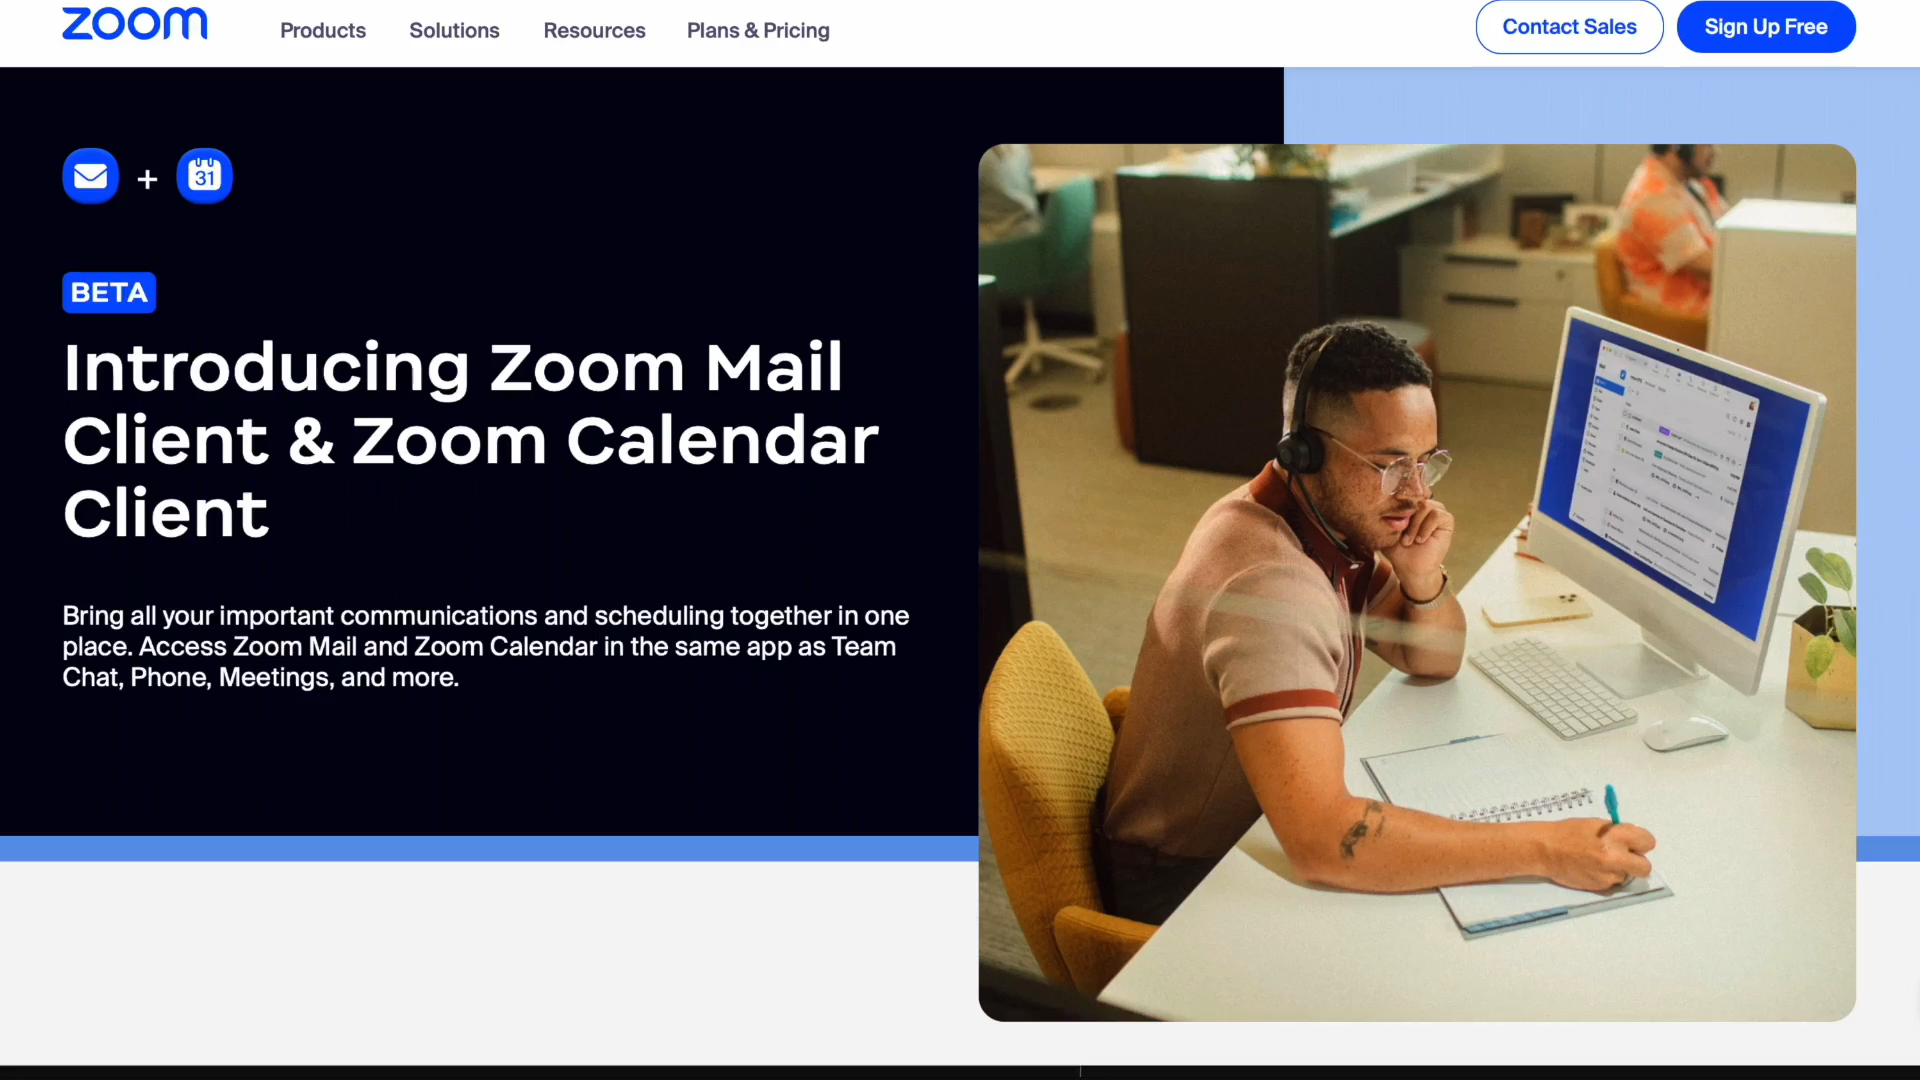 zoom
Products Solutions Resources Plans & Pricing Contact Sales Sign Up Free
31
BETA
Introducing Zoom Mail
Client & Zoom Calendar
Client
Bring all your important communications and scheduling together in one
place. Access Zoom Mail and Zoom Calendar in the same app as Team
Chat, Phone, Meetings, and more.